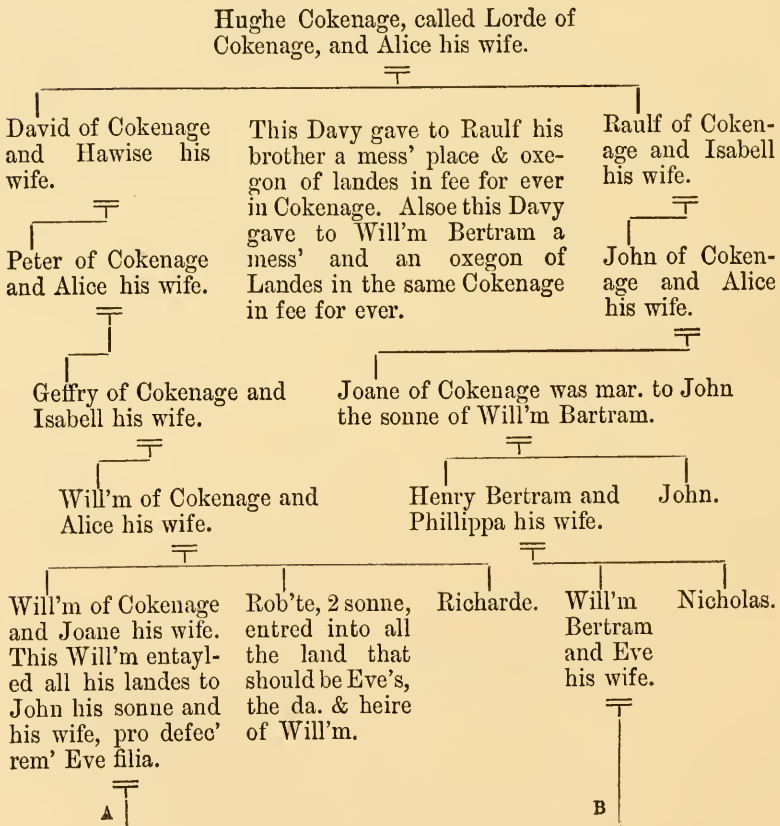 Hughe Cokenage, called Lorde of
Cokenage, and Alice his wife.
David of Cokenage
and Hawise his
wife.
This Davy gave to Raulf his
brother a mess' place & oxe-
gon of landes in fee for ever
in Cokenage. Alsoe this Davy
gave to Will'm Bertram a
mess' and an oxegon of
Landes in the same Cokenage
in fee for ever.
Raulf of Coken-
age and Isabell
his wife.
Peter of Cokenage
and Alice his wife.
John of Coken-
age and Alice
his wife.
Geffry of Cokenage and
Isabell his wife.
Joane of Cokenage was mar. to John
the sonne of Will'm Bartram.
Will'm of Cokenage and
Alice his wife.
Henry Bertram and
Phillippa his wife.
John.
Will'm of Cokenage
and Joane his wife.
This Will'm entayl-
ed all his landes to
John his sonne and
his wife, pro defec'
rem' Eve filia.
Rob'te, 2 sonne,
entred into all
the land that
should be Eve's,
the da. & heire
of Will'm.
Richarde.
Will'm
Bertram
and Eve
his wife.
Nicholas.
A
B